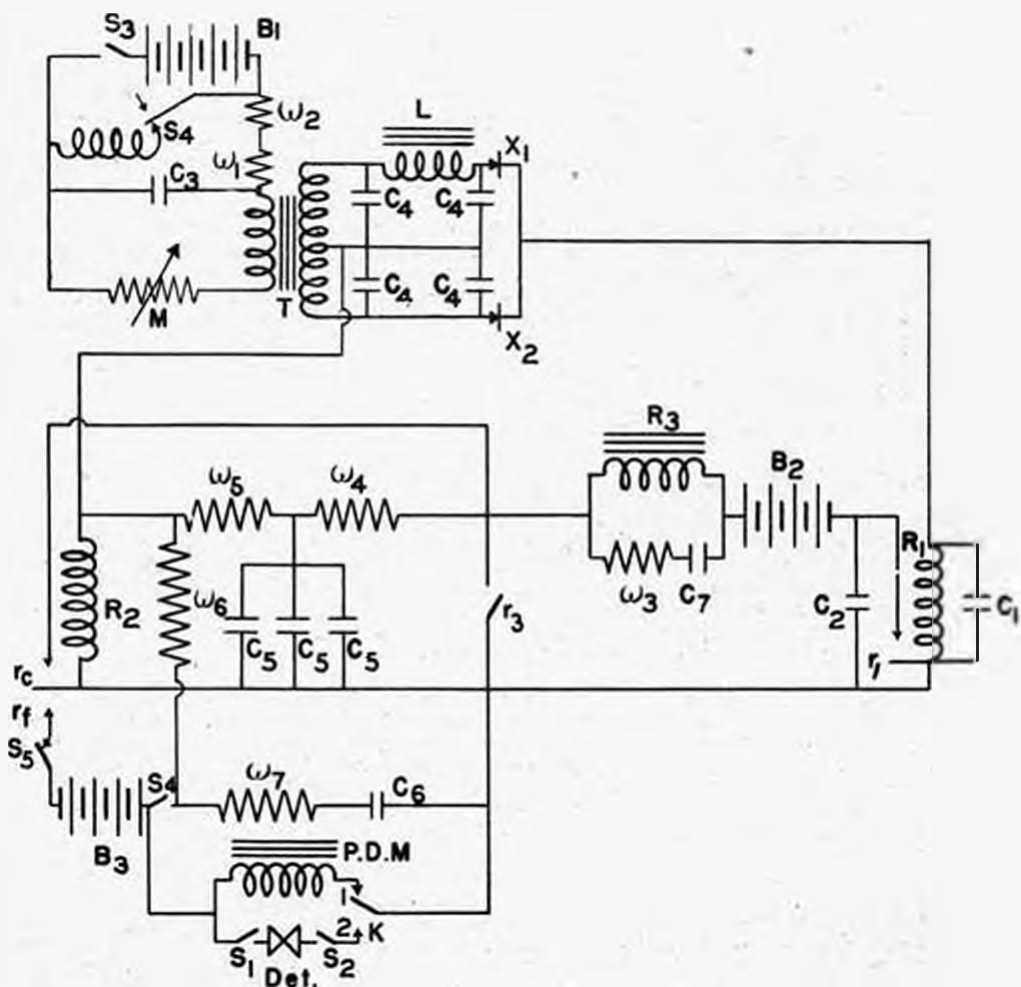 S3
B1
S4
ω2
ω1
C3
L
X1
C4
C4
C4
C4
T
M
X2
R3
B2
ω5
ω4
R1
R2
ω6
ω3
C7
C2
C1
C5
C5
C5
r3
rc
r1
rf
S5
S4
ω7
C6
B3
P.D.M
1
2
K
S1
S2
Det.